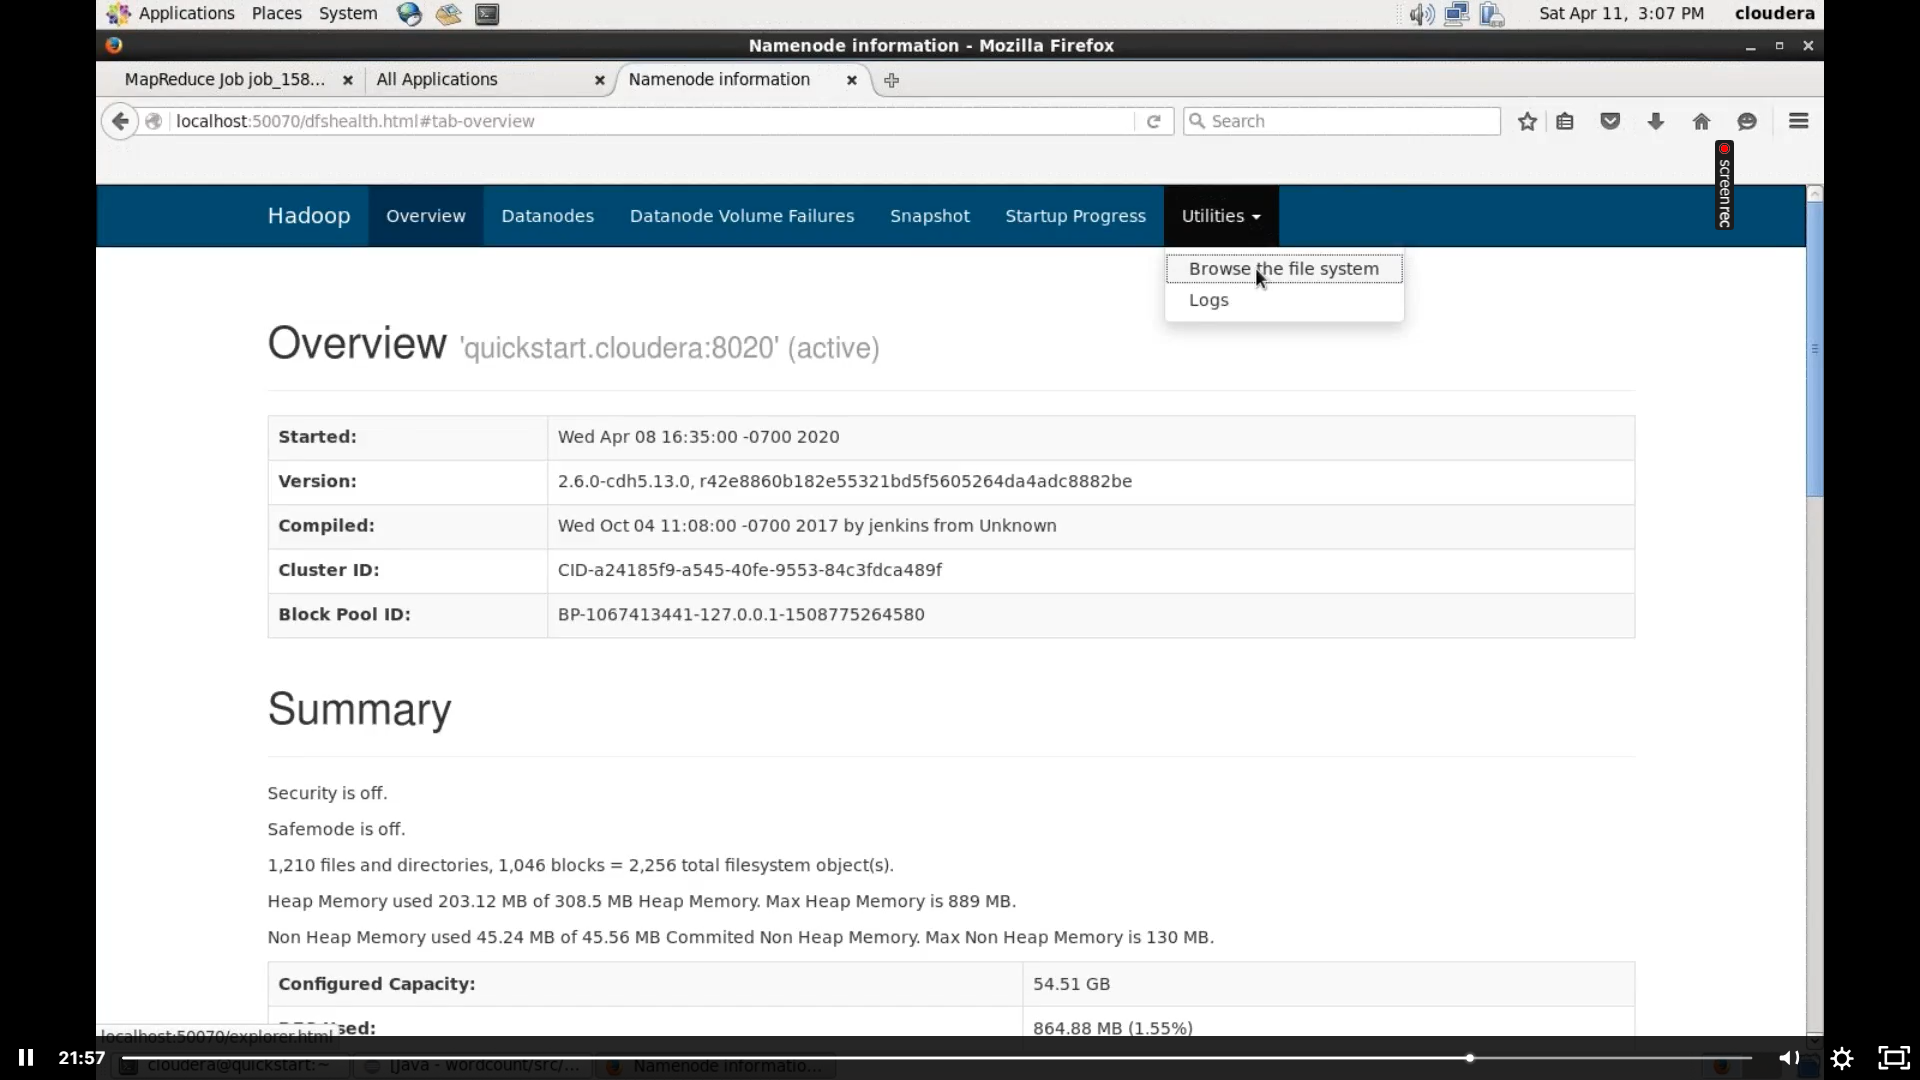 Applications Places System Sat Apr 11, 3:07 PM cloudera
Namenode information - Mozilla Firefox
MapReduce Job job_158... All Applications Namenode information
localhost:50070/dfshealth.html#tab-overview Search
screenrec
Hadoop Overview Datanodes Datanode Volume Failures Snapshot Startup Progress Utilities
Browse the file system
Logs
Overview 'quickstart.cloudera:8020' (active)
Started: Wed Apr 08 16:35:00 -0700 2020
Version: 2.6.0-cdh5.13.0, r42e8860b182e55321bd5f5605264da4adc8882be
Compiled: Wed Oct 04 11:08:00 -0700 2017 by jenkins from Unknown
Cluster ID: CID-a24185f9-a545-40fe-9553-84c3fdca489f
Block Pool ID: BP-1067413441-127.0.0.1-1508775264580
Summary
Security is off.
Safemode is off.
1,210 files and directories, 1,046 blocks = 2,256 total filesystem object(s).
Heap Memory used 203.12 MB of 308.5 MB Heap Memory. Max Heap Memory is 889 MB.
Non Heap Memory used 45.24 MB of 45.56 MB Commited Non Heap Memory. Max Non Heap Memory is 130 MB.
Configured Capacity: 54.51 GB
864.88 MB (1.55%)
localhost:50070/explorer.html
21:57
cloudera@quickstart:~ [Java - wordcount/src/... Namenode informatio...